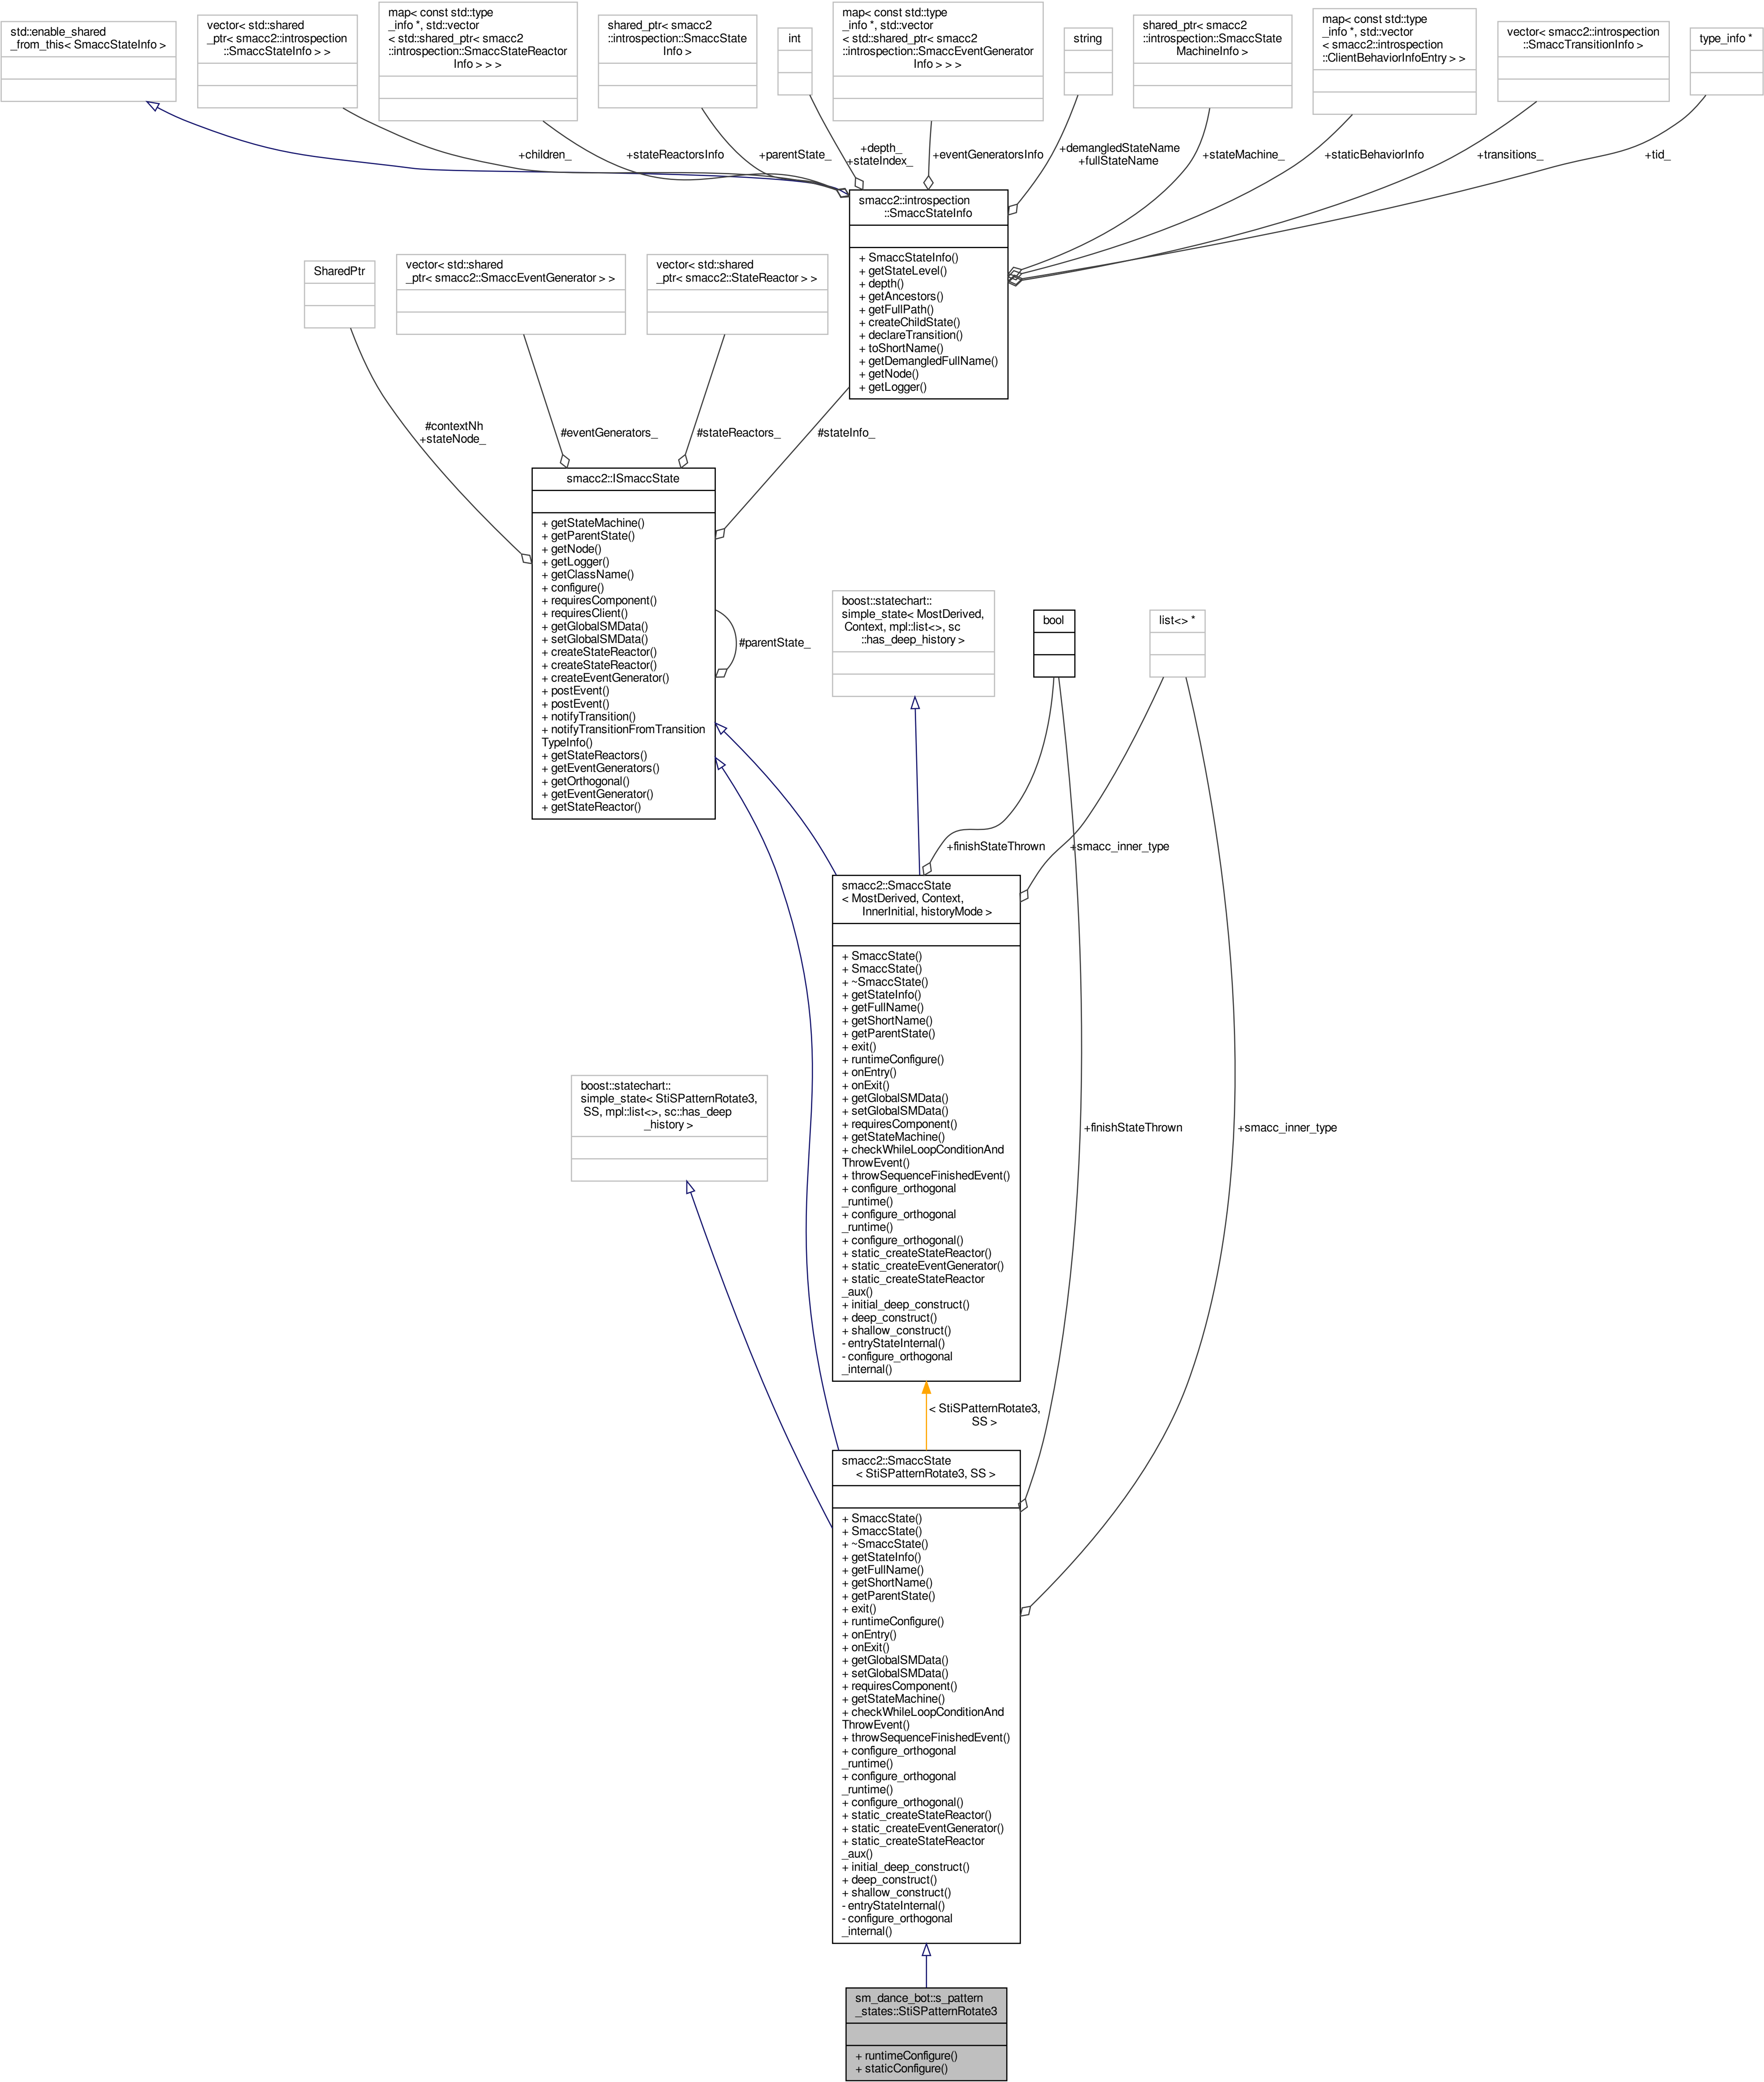 std::enable_shared
_from_this< SmaccStateInfo >
vector< std::shared
_ptr< smacc2::introspection
::SmaccStateInfo > >
map< const std::type
_info *, std::vector
< std::shared_ptr< smacc2
::introspection::SmaccStateReactor
Info > > >
shared_ptr< smacc2
::introspection::SmaccState
Info >
int
map< const std::type
_info *, std::vector
< std::shared_ptr< smacc2
::introspection::SmaccEventGenerator
Info > > >
string
shared_ptr< smacc2
::introspection::SmaccState
MachineInfo >
map< const std::type
_info *, std::vector
< smacc2::introspection
::ClientBehaviorInfoEntry > >
vector< smacc2::introspection
::SmaccTransitionInfo >
type_info *
+children_
+stateReactorsInfo
+parentState_
+depth_
+stateIndex_
+eventGeneratorsInfo
+demangledStateName
+fullStateName
+stateMachine_
+staticBehaviorInfo
+transitions_
+tid_
smacc2::introspection
::SmaccStateInfo
+ SmaccStateInfo()
+ getStateLevel()
+ depth()
+ getAncestors()
+ getFullPath()
+ createChildState()
+ declareTransition()
+ toShortName()
+ getDemangledFullName()
+ getNode()
+ getLogger()
SharedPtr
vector< std::shared
_ptr< smacc2::SmaccEventGenerator > >
vector< std::shared
_ptr< smacc2::StateReactor > >
#contextNh
+stateNode_
#eventGenerators_
#stateReactors_
#stateInfo_
smacc2::ISmaccState
+ getStateMachine()
+ getParentState()
+ getNode()
+ getLogger()
+ getClassName()
+ configure()
+ requiresComponent()
+ requiresClient()
+ getGlobalSMData()
+ setGlobalSMData()
+ createStateReactor()
+ createStateReactor()
+ createEventGenerator()
+ postEvent()
+ postEvent()
+ notifyTransition()
+ notifyTransitionFromTransition
TypeInfo()
+ getStateReactors()
+ getEventGenerators()
+ getOrthogonal()
+ getEventGenerator()
+ getStateReactor()
#parentState_
boost::statechart::
simple_state< MostDerived,
Context, mpl::list<>, sc
::has_deep_history >
bool
list<> *
+finishStateThrown
+smacc_inner_type
smacc2::SmaccState
< MostDerived, Context,
InnerInitial, historyMode >
+ SmaccState()
+ SmaccState()
+ ~SmaccState()
+ getStateInfo()
+ getFullName()
+ getShortName()
+ getParentState()
+ exit()
+ runtimeConfigure()
+ onEntry()
+ onExit()
+ getGlobalSMData()
+ setGlobalSMData()
+ requiresComponent()
+ getStateMachine()
+ checkWhileLoopConditionAnd
ThrowEvent()
+ throwSequenceFinishedEvent()
+ configure_orthogonal
_runtime()
+ configure_orthogonal
_runtime()
+ configure_orthogonal()
+ static_createStateReactor()
+ static_createEventGenerator()
+ static_createStateReactor
_aux()
+ initial_deep_construct()
+ deep_construct()
+ shallow_construct()
- entryStateInternal()
- configure_orthogonal
_internal()
boost::statechart::
simple_state< StiSPatternRotate3,
SS, mpl::list<>, sc::has_deep
_history >
+finishStateThrown
+smacc_inner_type
< StiSPatternRotate3,
SS >
smacc2::SmaccState
< StiSPatternRotate3, SS >
+ SmaccState()
+ SmaccState()
+ ~SmaccState()
+ getStateInfo()
+ getFullName()
+ getShortName()
+ getParentState()
+ exit()
+ runtimeConfigure()
+ onEntry()
+ onExit()
+ getGlobalSMData()
+ setGlobalSMData()
+ requiresComponent()
+ getStateMachine()
+ checkWhileLoopConditionAnd
ThrowEvent()
+ throwSequenceFinishedEvent()
+ configure_orthogonal
_runtime()
+ configure_orthogonal
_runtime()
+ configure_orthogonal()
+ static_createStateReactor()
+ static_createEventGenerator()
+ static_createStateReactor
_aux()
+ initial_deep_construct()
+ deep_construct()
+ shallow_construct()
- entryStateInternal()
- configure_orthogonal
_internal()
sm_dance_bot::s_pattern
_states::StiSPatternRotate3
+ runtimeConfigure()
+ staticConfigure()